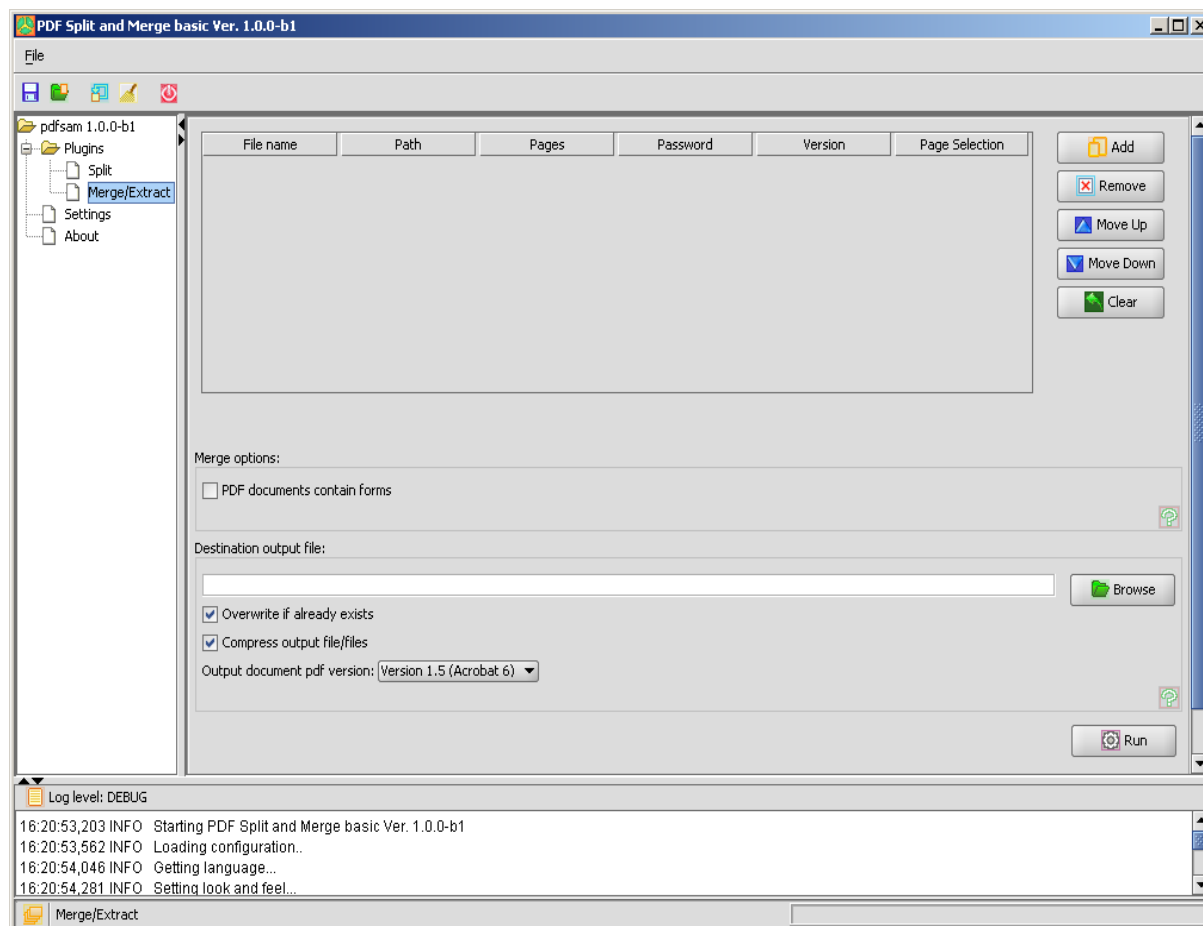 PDF Split and Merge basic Ver. 1.0.0-b1
File
pdfsam 1.0.0-b1
Plugins
Split
Merge/Extract
Settings
About
File name Path Pages Password Version Page Selection
Add
Remove
Move Up
Move Down
Clear
Merge options:
PDF documents contain forms
Destination output file:
Browse
Overwrite if already exists
Compress output file/files
Output document pdf version: Version 1.5 (Acrobat 6)
Run
Log level: DEBUG
16:20:53,203 INFO Starting PDF Split and Merge basic Ver. 1.0.0-b1
16:20:53,562 INFO Loading configuration..
16:20:54,046 INFO Getting language...
16:20:54,281 INFO Setting look and feel...
Merge/Extract